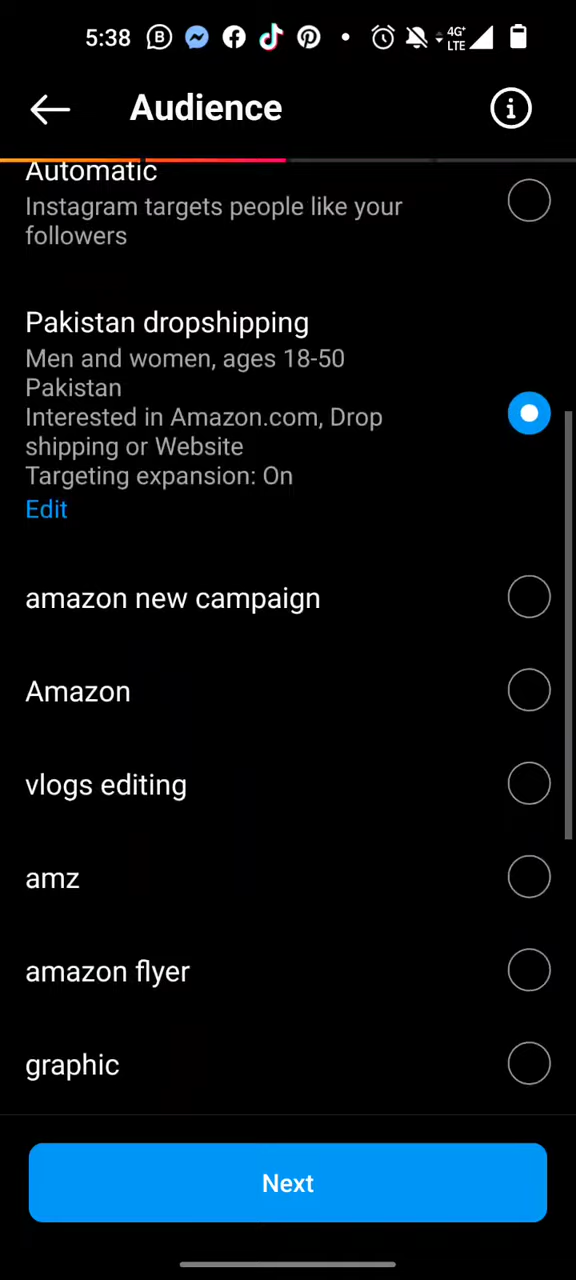 5:38
4G+
LTE
Audience
Automatic
Instagram targets people like your
followers
Pakistan dropshipping
Men and women, ages 18-50
Pakistan
Interested in Amazon.com, Drop
shipping or Website
Targeting expansion: On
Edit
amazon new campaign
Amazon
vlogs editing
amz
amazon flyer
graphic
Next